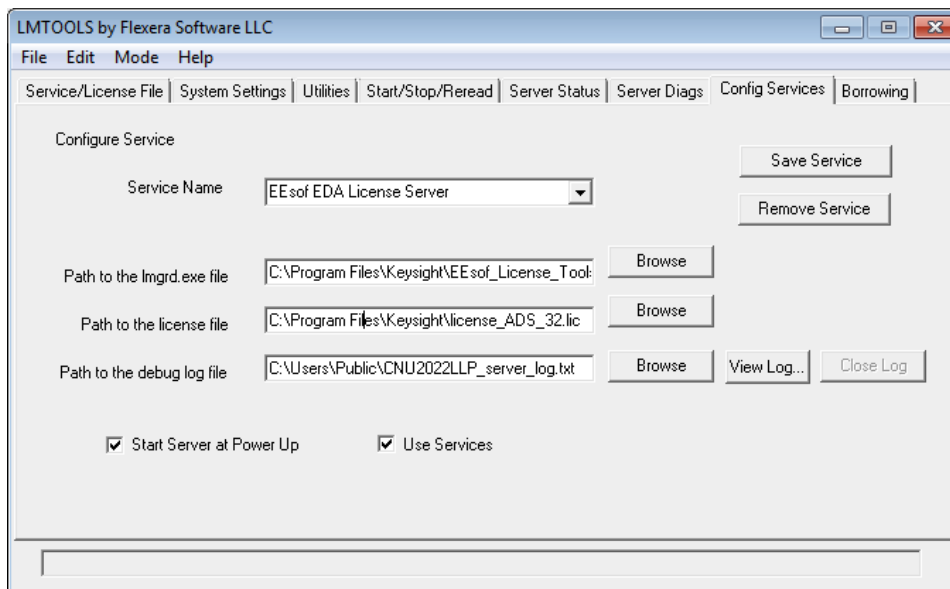 LMTOOLS by Flexera Software LLC
File Edit Mode Help
Service/License File System Settings Utilities Start/Stop/Reread Server Status Server Diags Config Services Borrowing
Configure Service
Save Service
Service Name EEsof EDA License Server
Remove Service
Path to the lmgrd.exe file C:\Program Files\Keysight\EEsof_License_Tools Browse
Path to the license file C:\Program Files\Keysight\license_ADS_32.lic Browse
Path to the debug log file C:\Users\Public\CNU2022LLP_server_log.txt Browse View Log... Close Log
Start Server at Power Up Use Services